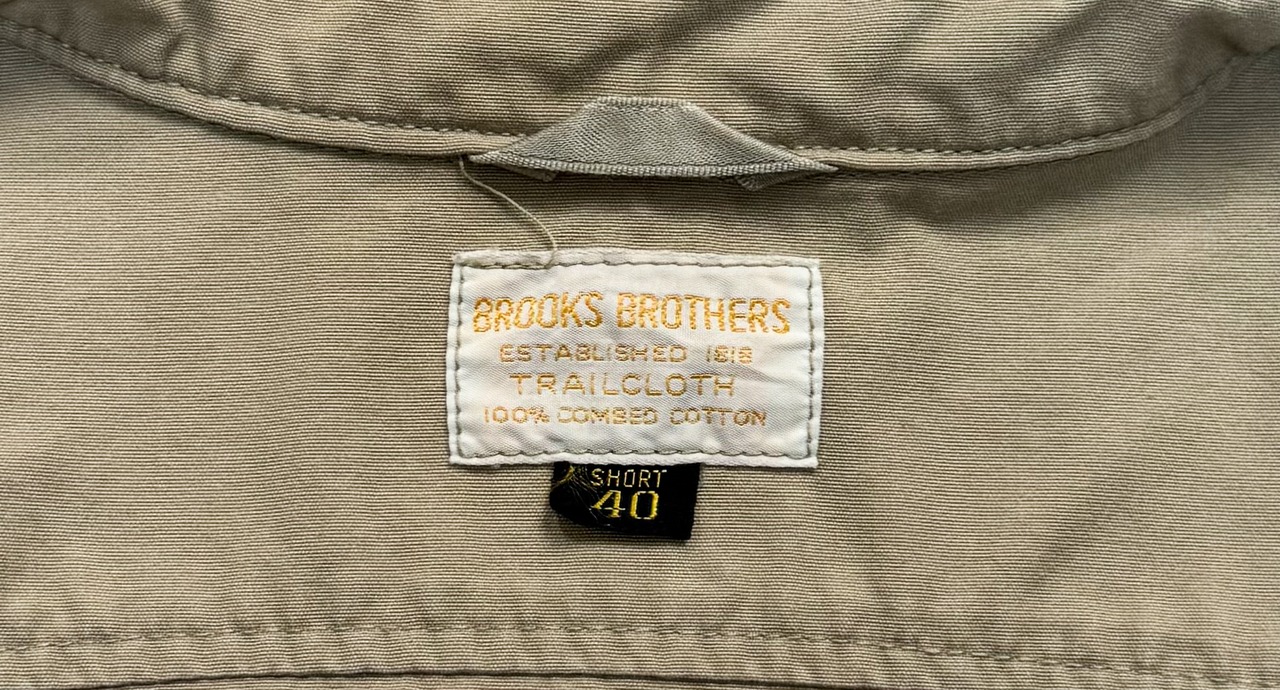 BROOKS BROTHERS
ESTABLISHED 1818
TRAILCLOTH
100% COMBED COTTON
SHORT
40